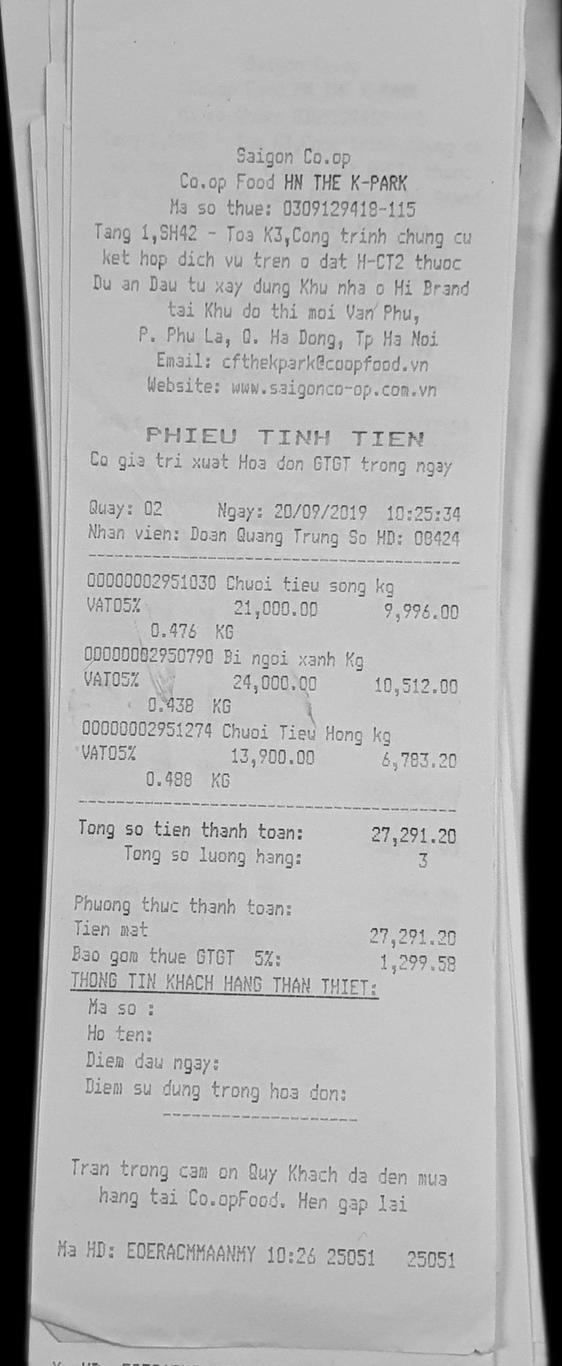 Saigon Co.op
Co.op Food HN THE K-PARK
Ma so thue: 0309129418-115
Tang 1,SH42 - Toa K3,Cong trinh chung cu
ket hop dich vu tren o dat H-CT2 thuoc
Du an Dau tu xay dung Khu nha o Hi Brand
tai Khu do thi moi Van Phu,
P. Phu La, Q. Ha Dong, Tp Ha Noi
Email: cfthekpark@coopfood.vn
Website: www.saigonco-op.com.vn
PHIEU TINH TIEN
Co gia tri xuat Hoa don GTGT trong ngay
Quay: 02 Ngay: 20/09/2019 10:25:34
Nhan vien: Doan Quang Trung So HD: 08424
00000002951030 Chuoi tieu song kg
VAT05% 21,000.00 9,996.00
0.476 KG
00000002950790 Bi ngoi xanh Kg
VAT05% 24,000.00 10,512.00
0.438 KG
00000002951274 Chuoi Tieu Hong kg
VAT05% 13,900.00 6,783.20
0.488 KG
Tong so tien thanh toan: 27,291.20
Tong so luong hang: 3
Phuong thuc thanh toan:
Tien mat 27,291.20
Bao gom thue GTGT 5%: 1,299.58
THONG TIN KHACH HANG THAN THIET:
Ma so :
Ho ten:
Diem dau ngay:
Diem su dung trong hoa don:
Tran trong cam on Quy Khach da den mua
hang tai Co.opFood. Hen gap lai
Ma HD: EOERACMMAANMY 10:26 25051 25051